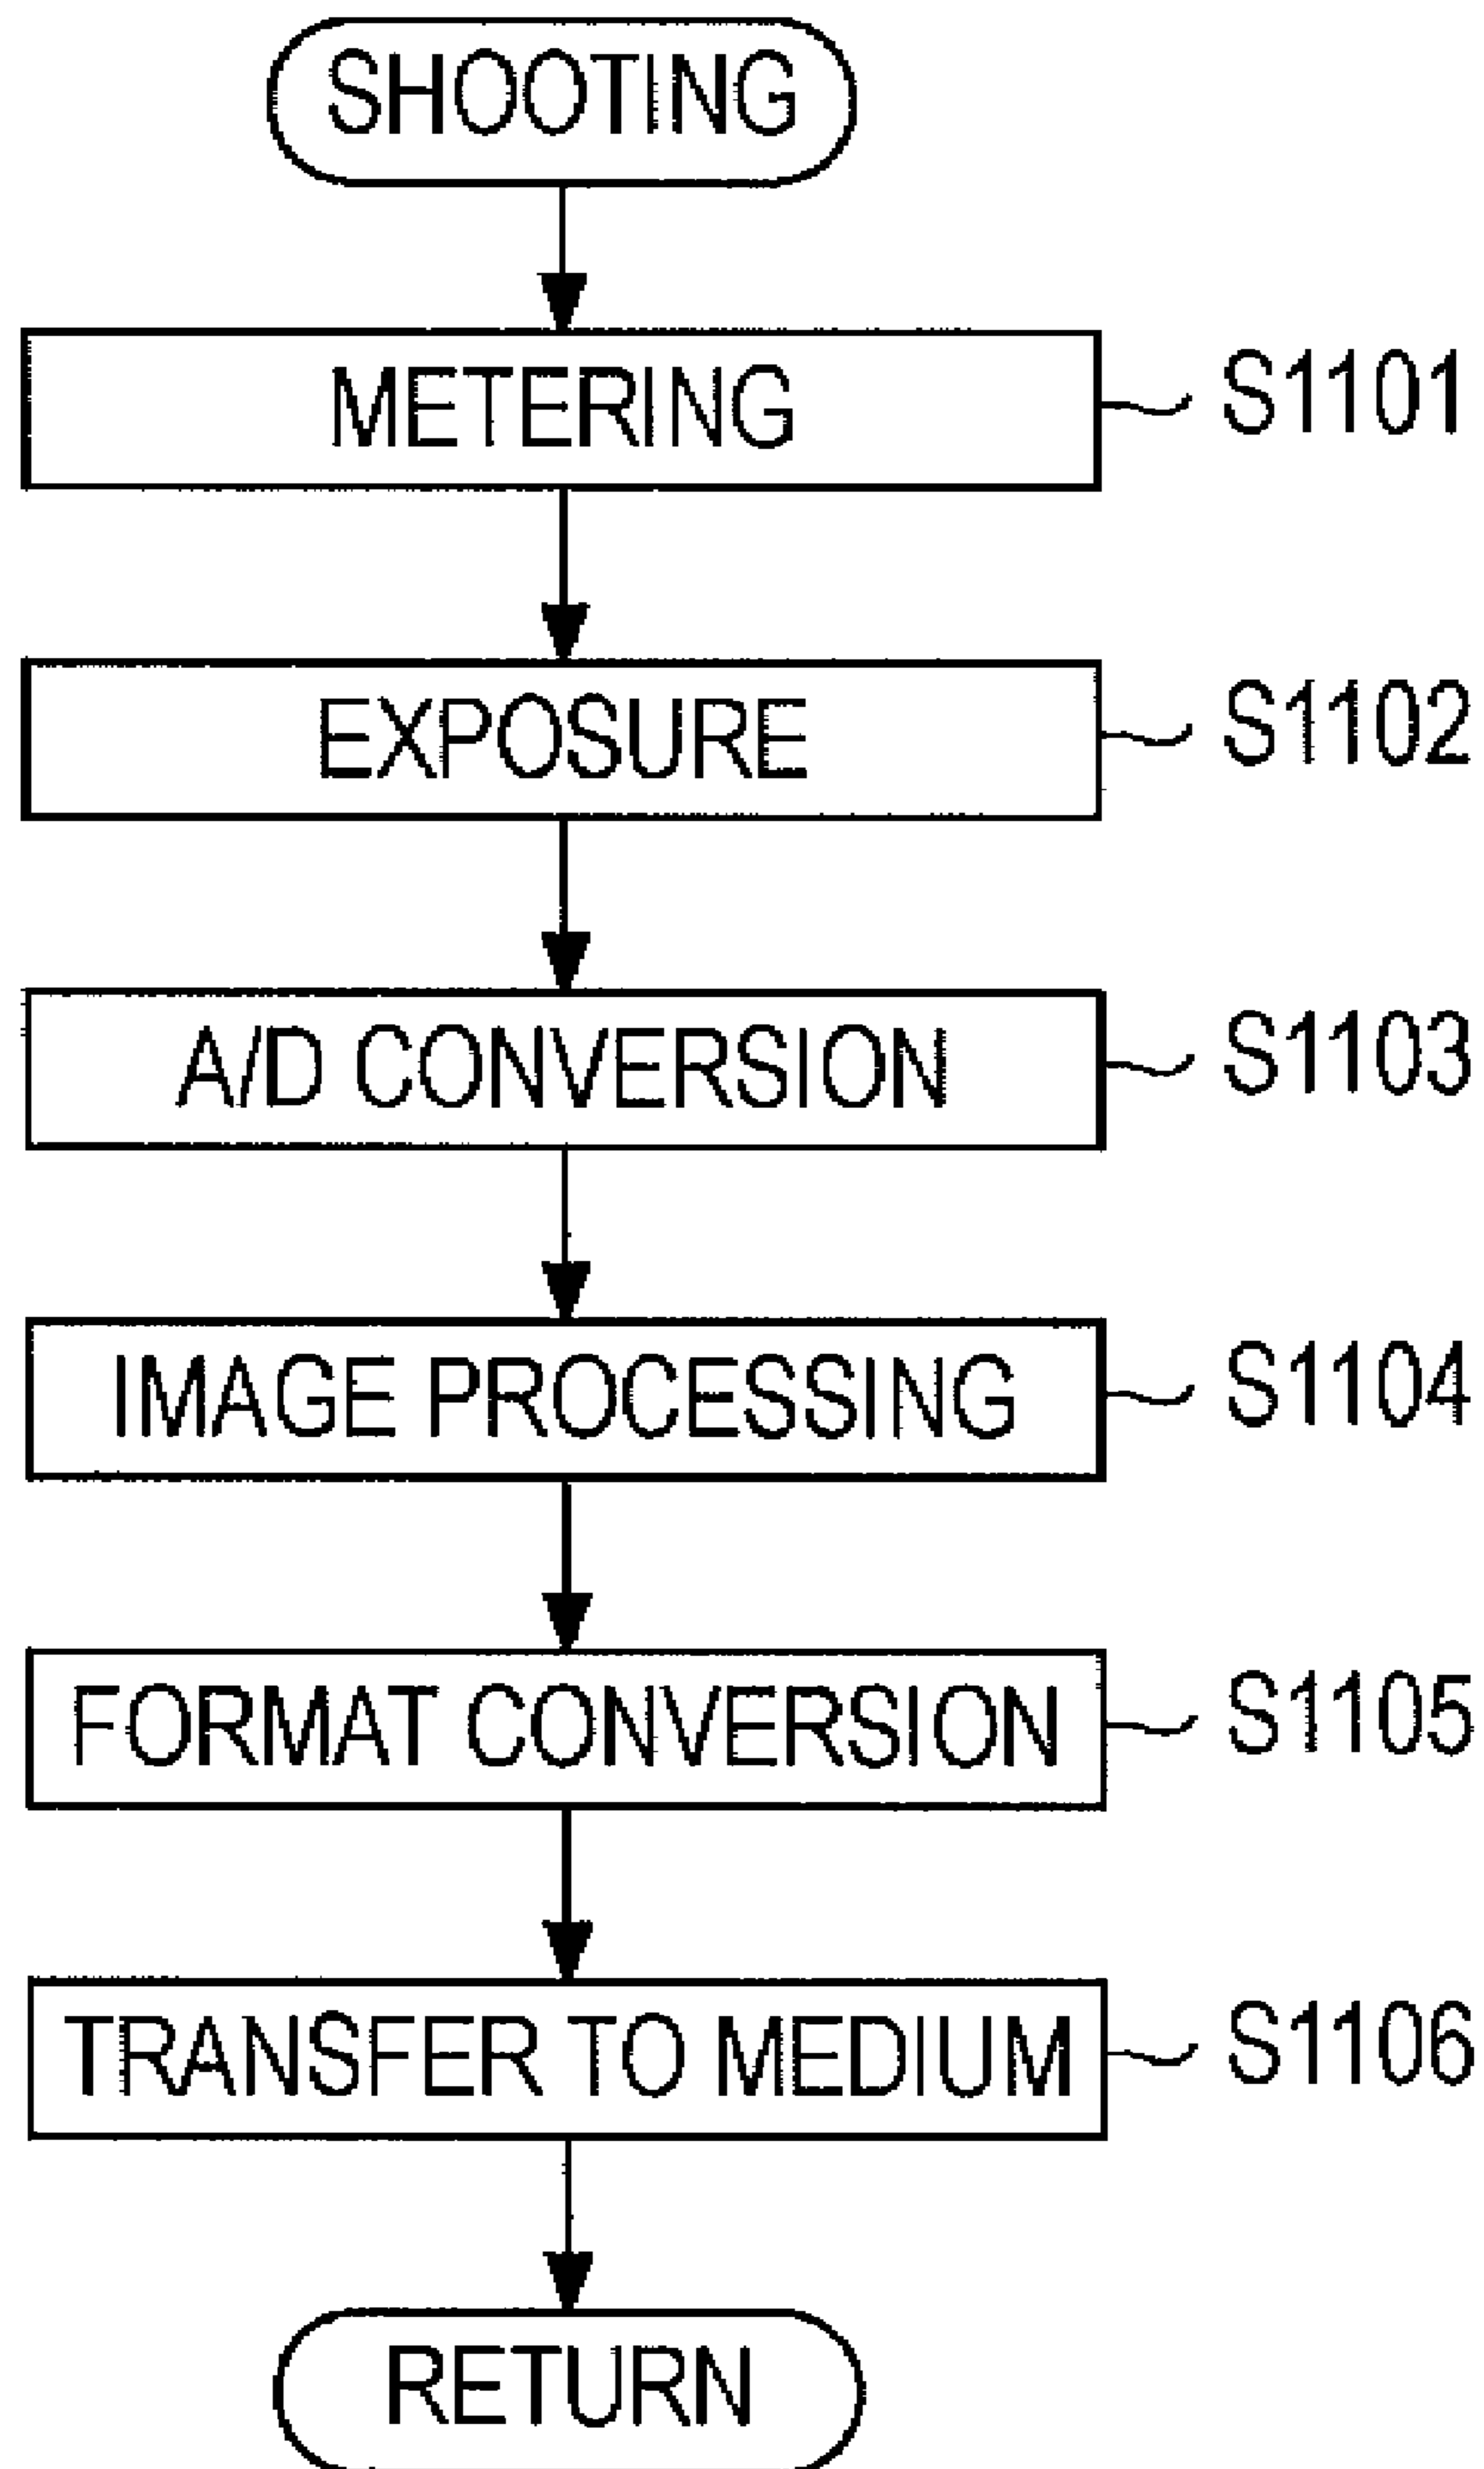 SHOOTING
METERING S1101
EXPOSURE S1102
A/D CONVERSION S1103
IMAGE PROCESSING S1104
FORMAT CONVERSION S1105
TRANSFER TO MEDIUM S1106
RETURN